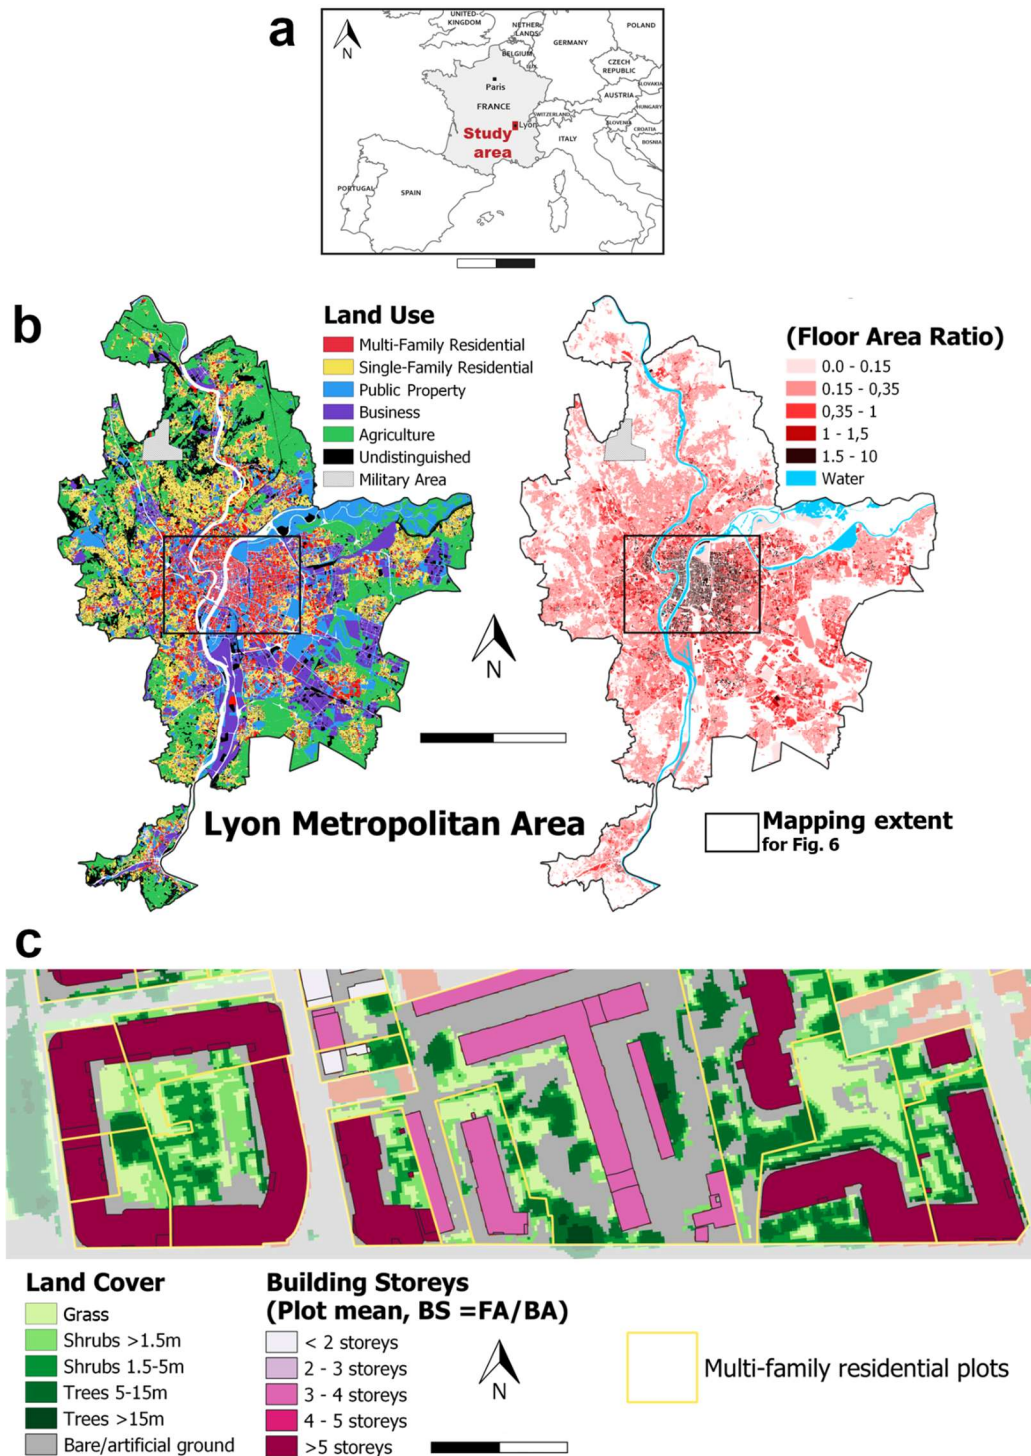 a
N
UNITED-
KINGDOM
NETHER-
LANDS
POLAND
GERMANY
BELGIUM
LUX.
CZECH
REPUBLIC
SLOVAKIA
Paris
AUSTRIA
HUNGARY
FRANCE
SWITZERLAND
SLOVENIA
Lyon
CROATIA
Study
area
ITALY
BOSNIA
PORTUGAL
SPAIN
b
Land Use
Multi-Family Residential
Single-Family Residential
Public Property
Business
Agriculture
Undistinguished
Military Area
(Floor Area Ratio)
0.0 - 0.15
0.15 - 0,35
0,35 - 1
1 - 1,5
1.5 - 10
Water
N
Lyon Metropolitan Area
Mapping extent
for Fig. 6
c
Land Cover
Grass
Shrubs >1.5m
Shrubs 1.5-5m
Trees 5-15m
Trees >15m
Bare/artificial ground
Building Storeys
(Plot mean, BS =FA/BA)
< 2 storeys
2 - 3 storeys
3 - 4 storeys
4 - 5 storeys
>5 storeys
N
Multi-family residential plots